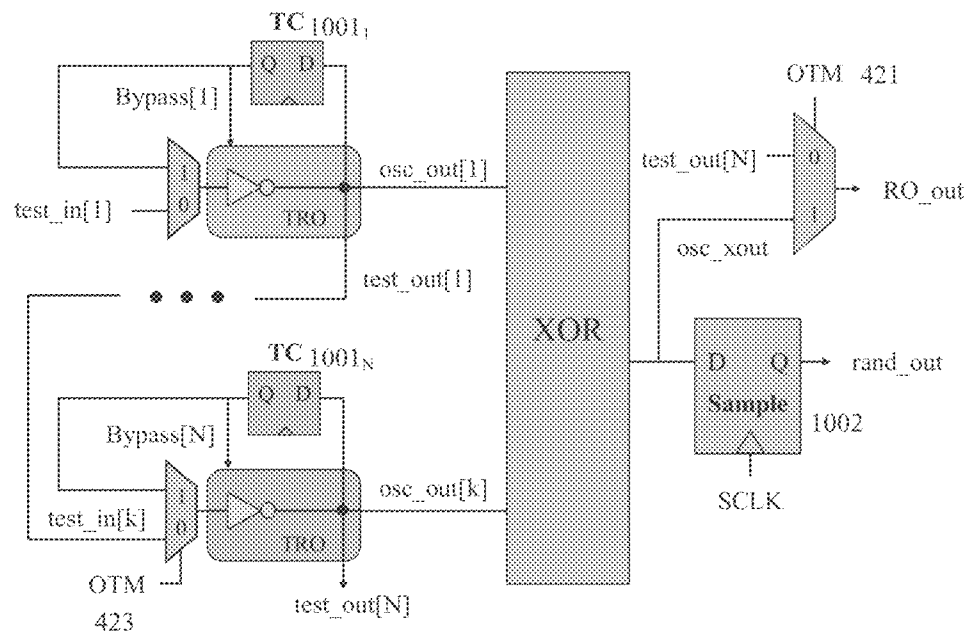 TC 1001₁
Q D
OTM 421
Bypass[1]
1
0
test_in[1]
TRO
osc_out[1]
test_out[1]
test_out[N]
0
1
RO_out
osc_xout
XOR
TC 1001N
Q D
Bypass[N]
1
0
test_in[k]
TRO
osc_out[k]
OTM
423
test_out[N]
D Q
Sample
rand_out
1002
SCLK